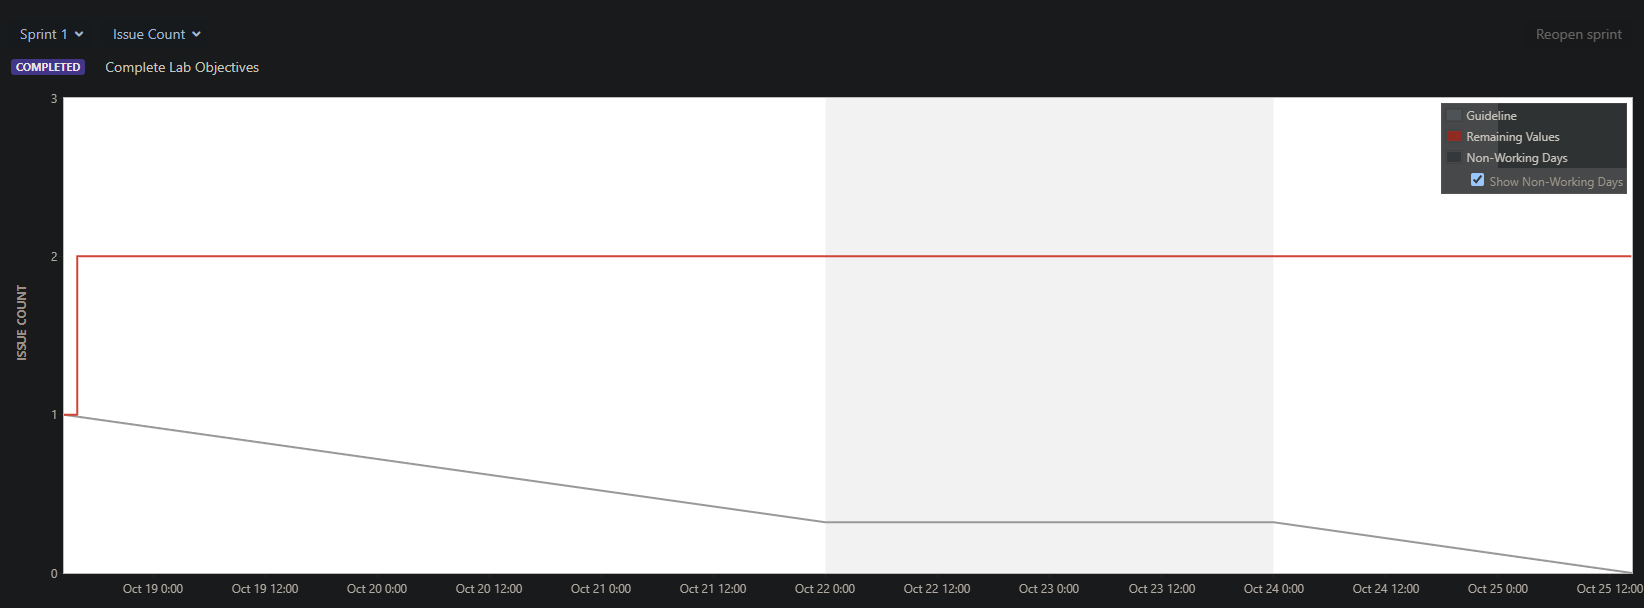 Sprint 1 Issue Count Reopen sprint
COMPLETED Complete Lab Objectives
3
Guideline
Remaining Values
Non-Working Days
Show Non-Working Days
2
ISSUE COUNT
1
0
Oct 19 0:00 Oct 19 12:00 Oct 20 0:00 Oct 20 12:00 Oct 21 0:00 Oct 21 12:00 Oct 22 0:00 Oct 22 12:00 Oct 23 0:00 Oct 23 12:00 Oct 24 0:00 Oct 24 12:00 Oct 25 0:00 Oct 25 12:00